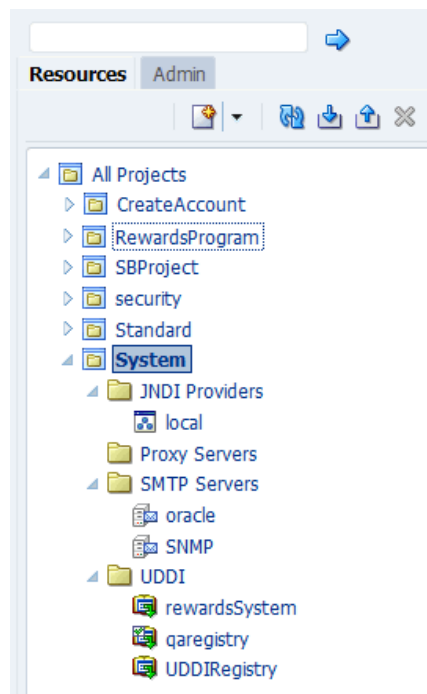 Resources Admin
All Projects
CreateAccount
RewardsProgram
SBProject
security
Standard
System
JNDI Providers
local
Proxy Servers
SMTP Servers
oracle
SNMP
UDDI
rewardsSystem
qaregistry
UDDIRegistry